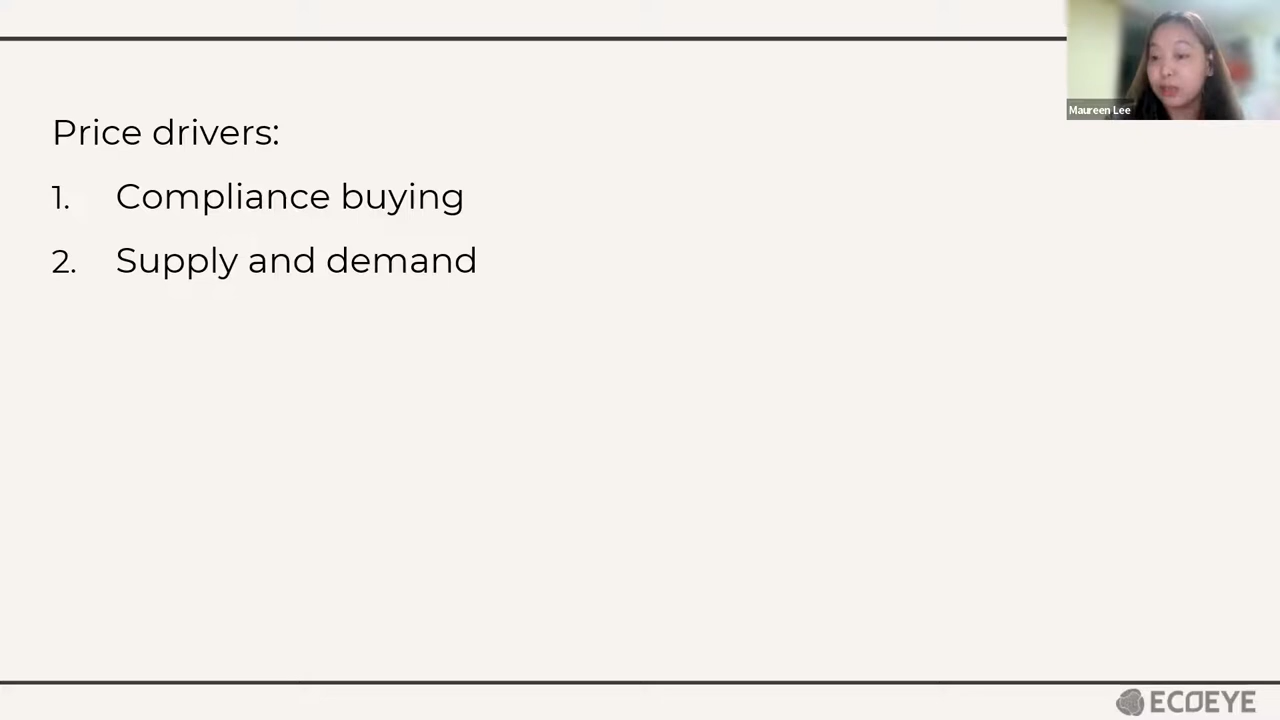 Maureen Lee
Price drivers:
1. Compliance buying
2. Supply and demand
ECOEYE